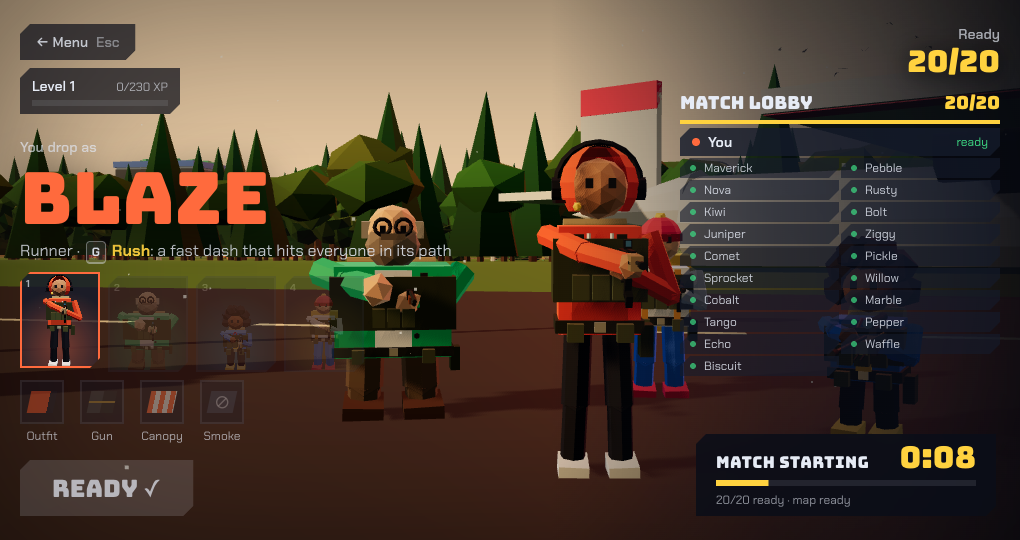 ← Menu Esc
Level 1 0/230 XP
You drop as
BLAZE
Runner · G Rush: a fast dash that hits everyone in its path
1
2
3
4
Outfit Gun Canopy Smoke
READY ✓
Ready
20/20
MATCH LOBBY 20/20
You ready
Maverick Pebble
Nova Rusty
Kiwi Bolt
Juniper Ziggy
Comet Pickle
Sprocket Willow
Cobalt Marble
Tango Pepper
Echo Waffle
Biscuit
MATCH STARTING 0:08
20/20 ready · map ready